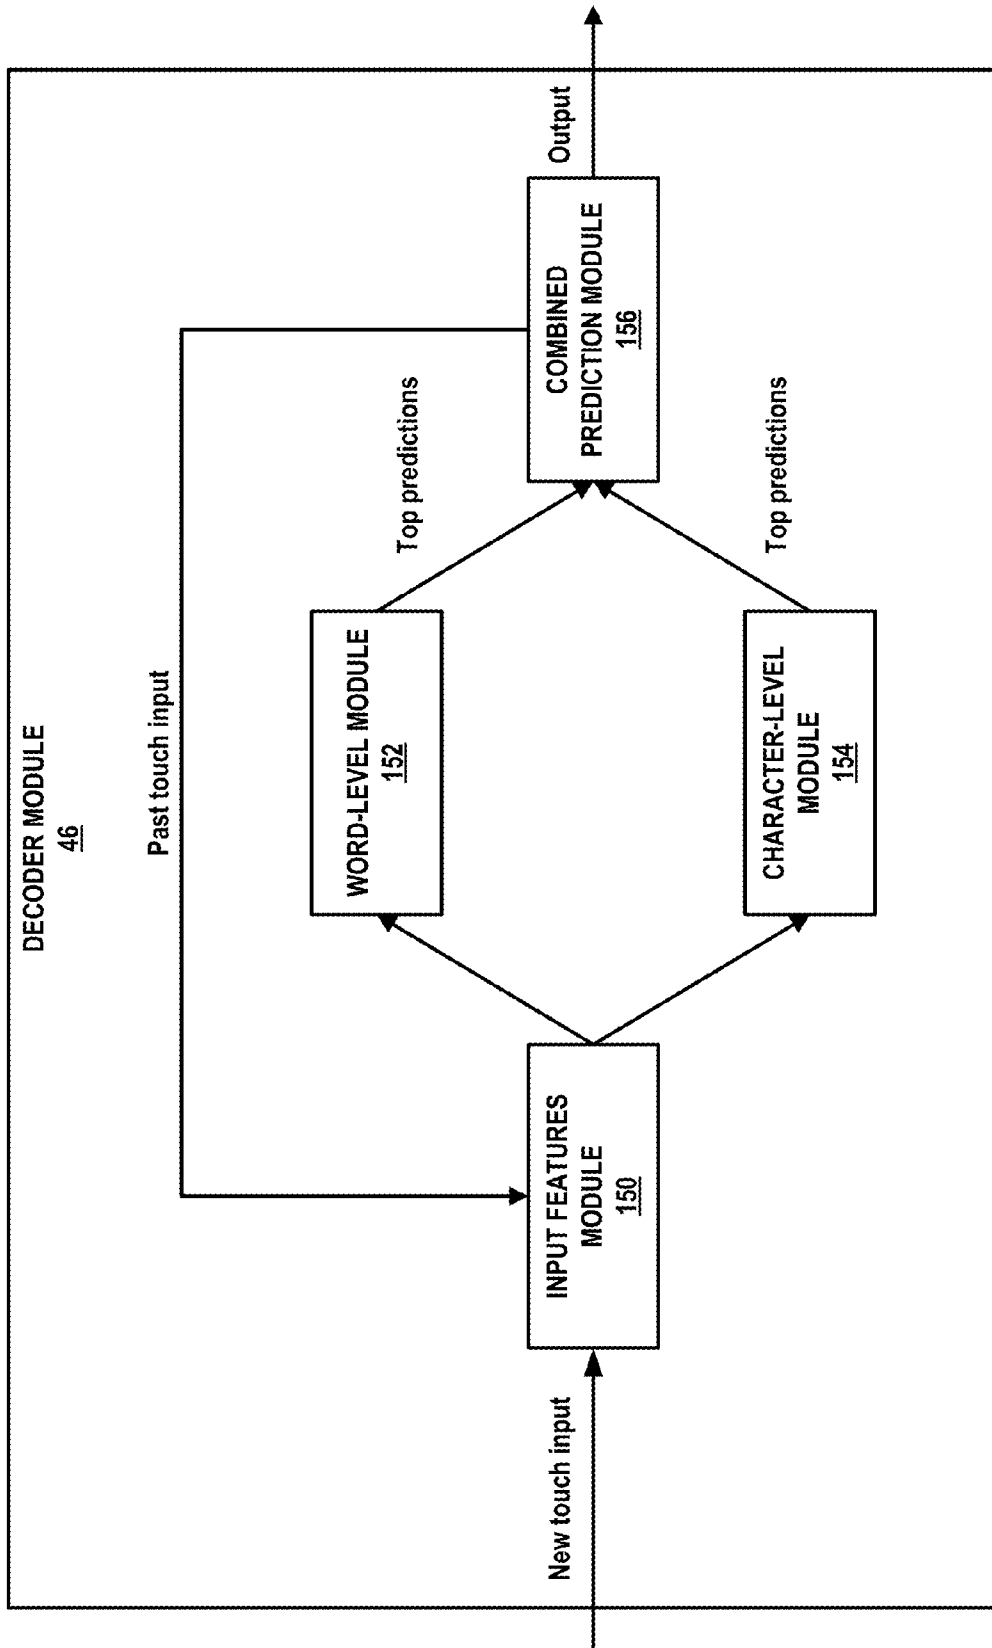 DECODER MODULE
46
Past touch input
New touch input
INPUT FEATURES
MODULE
150
WORD-LEVEL MODULE
152
CHARACTER-LEVEL
MODULE
154
Top predictions
Top predictions
COMBINED
PREDICTION MODULE
156
Output